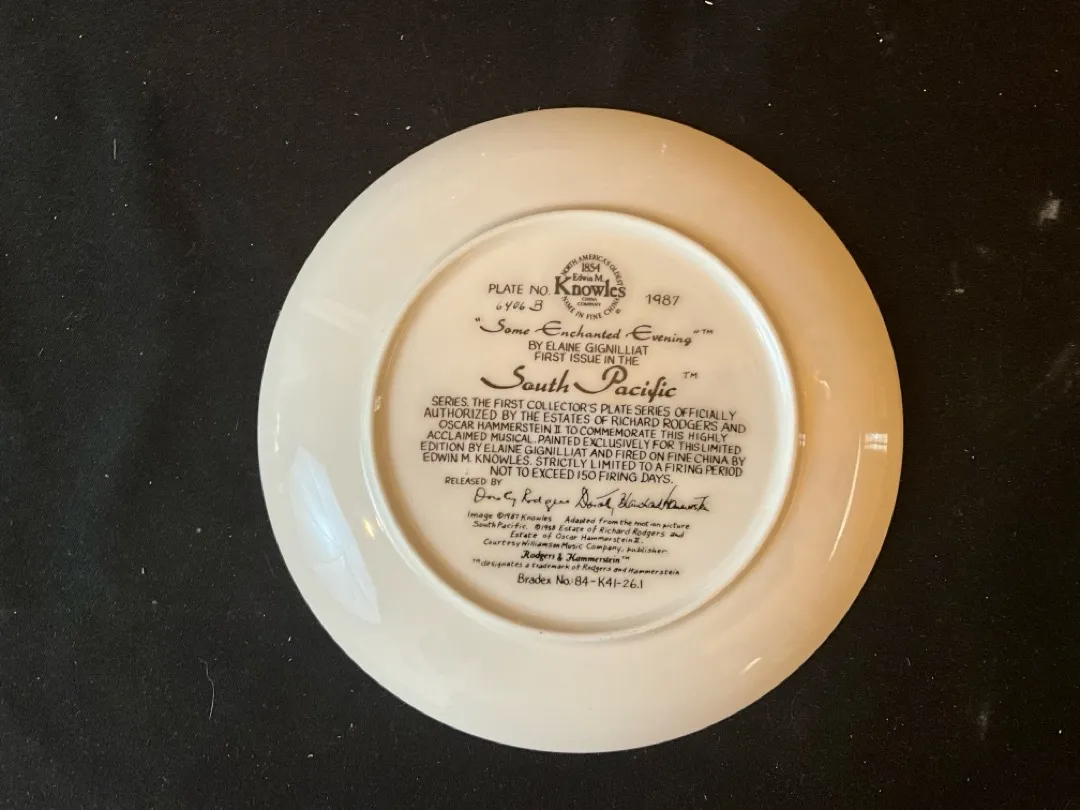 NORTH AMERICA'S OLDEST
1854
Edwin M.
Knowles
CHINA
COMPANY
NAME IN FINE CHINA
PLATE NO.
6406 B
1987
"Some Enchanted Evening"™
BY ELAINE GIGNILLIAT
FIRST ISSUE IN THE
South Pacific™
SERIES. THE FIRST COLLECTOR'S PLATE SERIES OFFICIALLY
AUTHORIZED BY THE ESTATES OF RICHARD RODGERS AND
OSCAR HAMMERSTEIN II TO COMMEMORATE THIS HIGHLY
ACCLAIMED MUSICAL. PAINTED EXCLUSIVELY FOR THIS LIMITED
EDITION BY ELAINE GIGNILLIAT AND FIRED ON FINE CHINA BY
EDWIN M. KNOWLES. STRICTLY LIMITED TO A FIRING PERIOD
NOT TO EXCEED 150 FIRING DAYS.
RELEASED BY
Dorothy Rodgers Dorothy Hammerstein
Image ©1987 Knowles Adapted from the motion picture
South Pacific. ©1958 Estate of Richard Rodgers and
Estate of Oscar Hammerstein II.
Courtesy Williamson Music Company, publisher.
Rodgers & Hammerstein™
™designates a trademark of Rodgers and Hammerstein
Bradex No: 84-K41-26.1